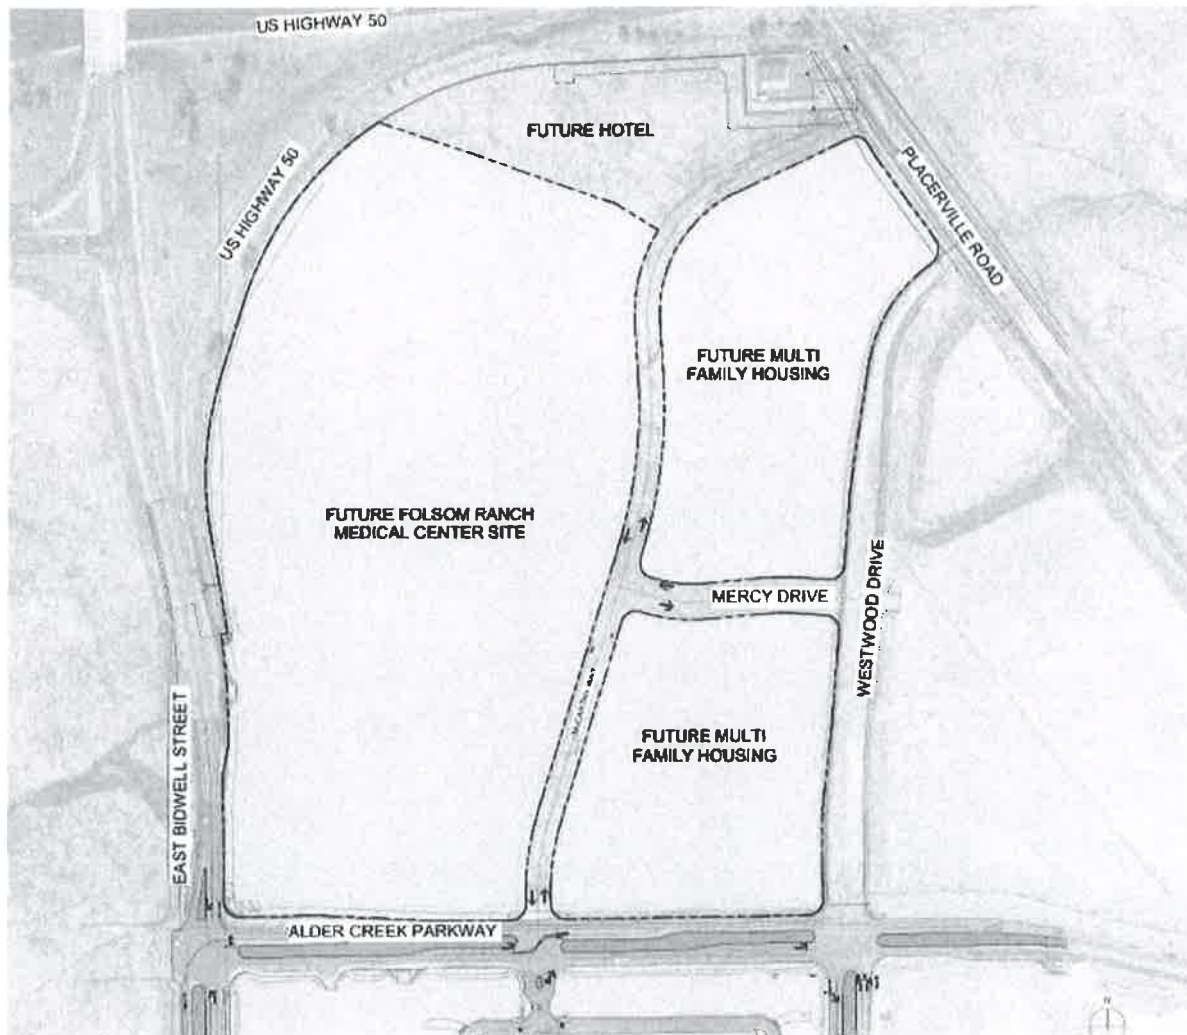 US HIGHWAY 50
FUTURE HOTEL
US HIGHWAY 50
PLACERVILLE ROAD
FUTURE MULTI
FAMILY HOUSING
FUTURE FOLSOM RANCH
MEDICAL CENTER SITE
MERCY DRIVE
WESTWOOD DRIVE
FUTURE MULTI
FAMILY HOUSING
EAST BIDWELL STREET
ALDER CREEK PARKWAY
N